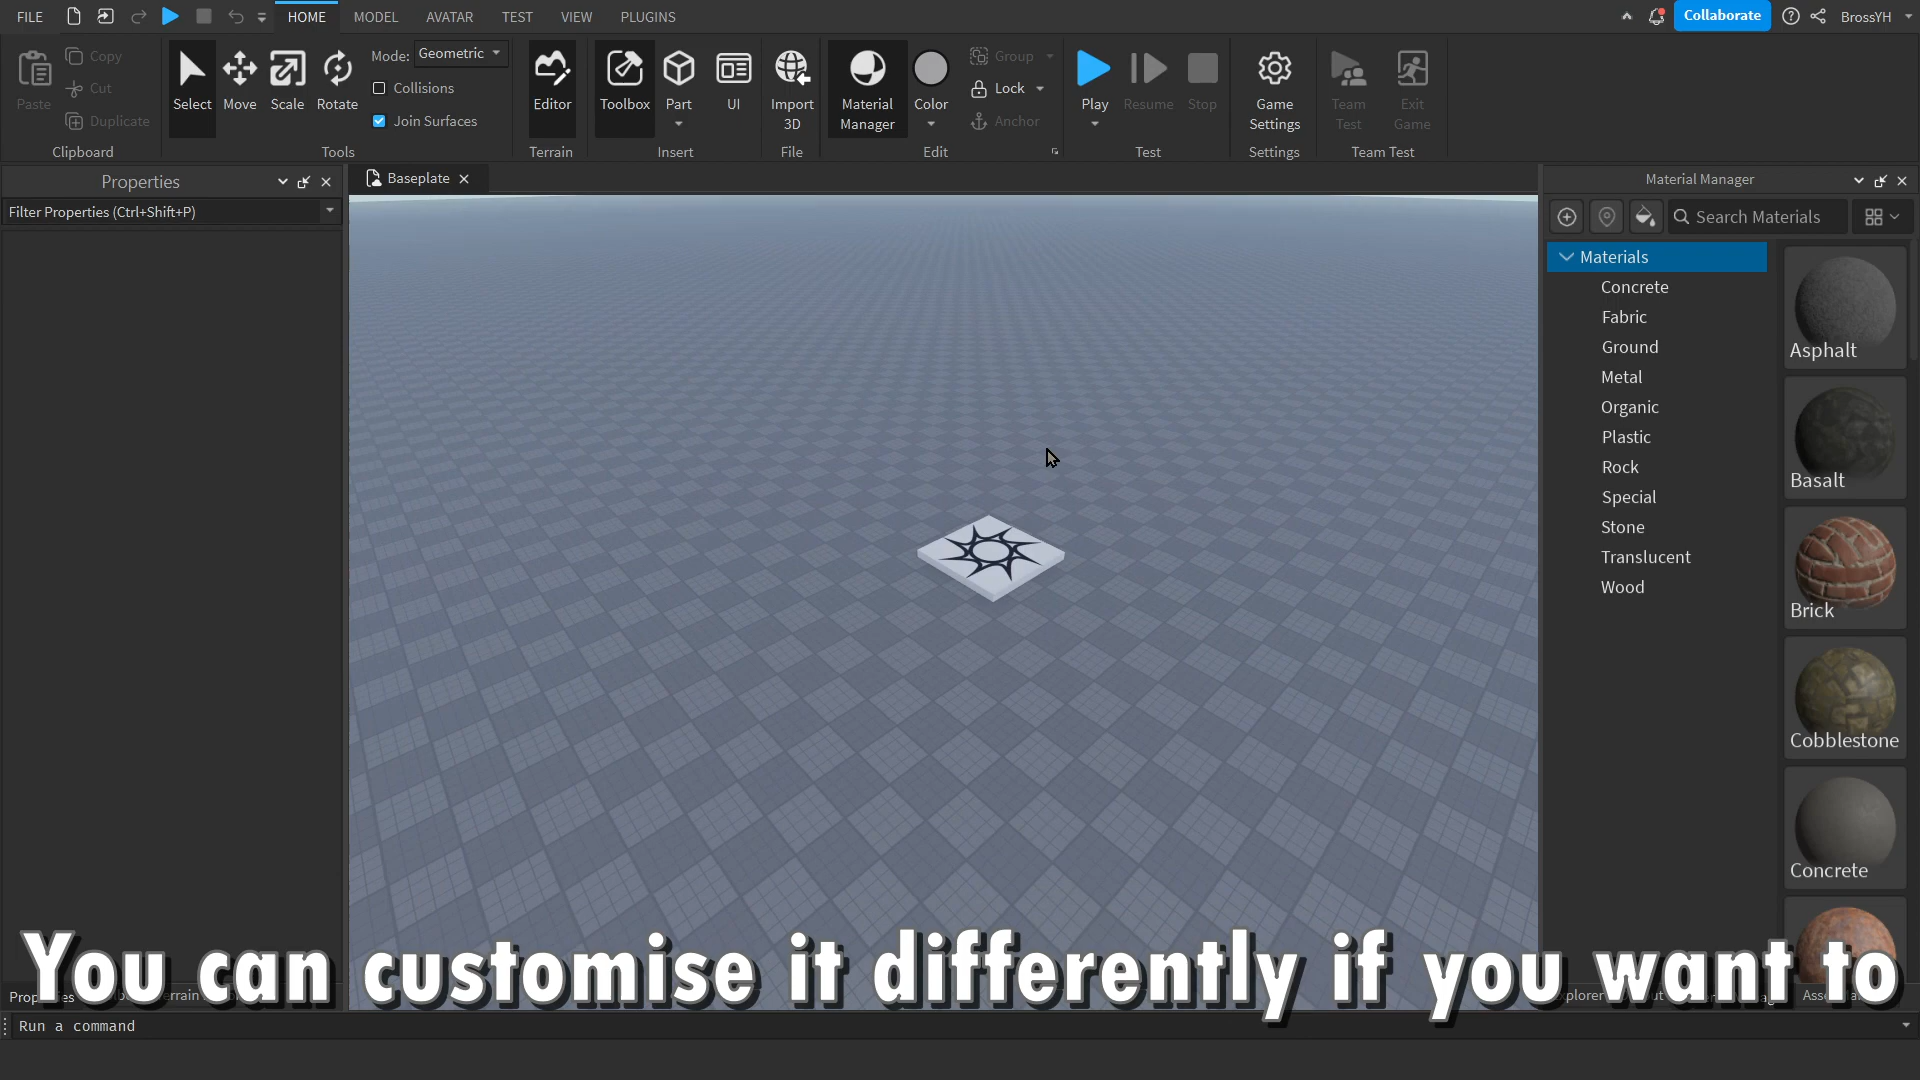 FILE HOME MODEL AVATAR TEST VIEW PLUGINS Collaborate BrossYH
Paste Copy Cut Duplicate
Clipboard
Select Move Scale Rotate
Mode: Geometric
Collisions
Join Surfaces
Tools
Editor
Terrain
Toolbox Part UI
Insert
Import
3D
File
Material
Manager
Color
Group
Lock
Anchor
Edit
Play Resume Stop
Test
Game
Settings
Settings
Team
Test
Exit
Game
Team Test
Properties
Filter Properties (Ctrl+Shift+P)
Baseplate
Material Manager
Search Materials
Materials
Concrete
Fabric
Ground
Metal
Organic
Plastic
Rock
Special
Stone
Translucent
Wood
Asphalt
Basalt
Brick
Cobblestone
Concrete
You can customise it differently if you want to
Run a command